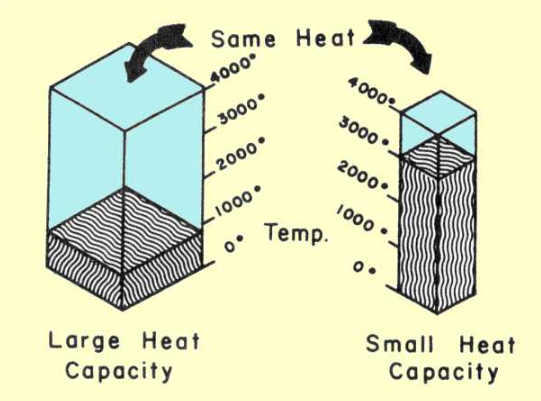 Same Heat
4000°
3000°
2000°
1000°
0°
Temp.
4000°
3000°
2000°
1000°
0°
Large Heat
Capacity
Small Heat
Capacity